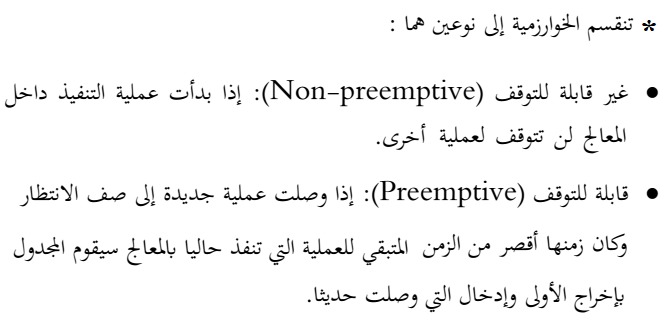 * تنقسم الخوارزمية إلى نوعين هما :
• غير قابلة للتوقف (Non-preemptive): إذا بدأت عملية التنفيذ داخل
المعالج لن تتوقف لعملية أخرى.
• قابلة للتوقف (Preemptive): إذا وصلت عملية جديدة إلى صف الانتظار
وكان زمنها أقصر من الزمن المتبقي للعملية التي تنفذ حاليا بالمعالج سيقوم المجدول
بإخراج الأولى وإدخال التي وصلت حديثا.